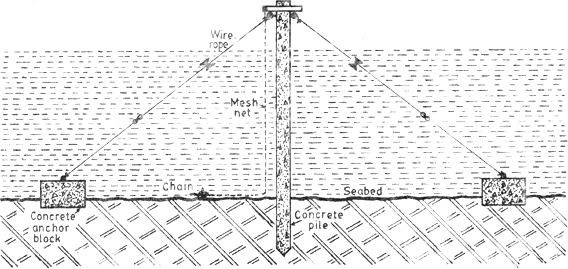 Wire
rope
Mesh
net
Chain
Seabed
Concrete
anchor
block
Concrete
pile